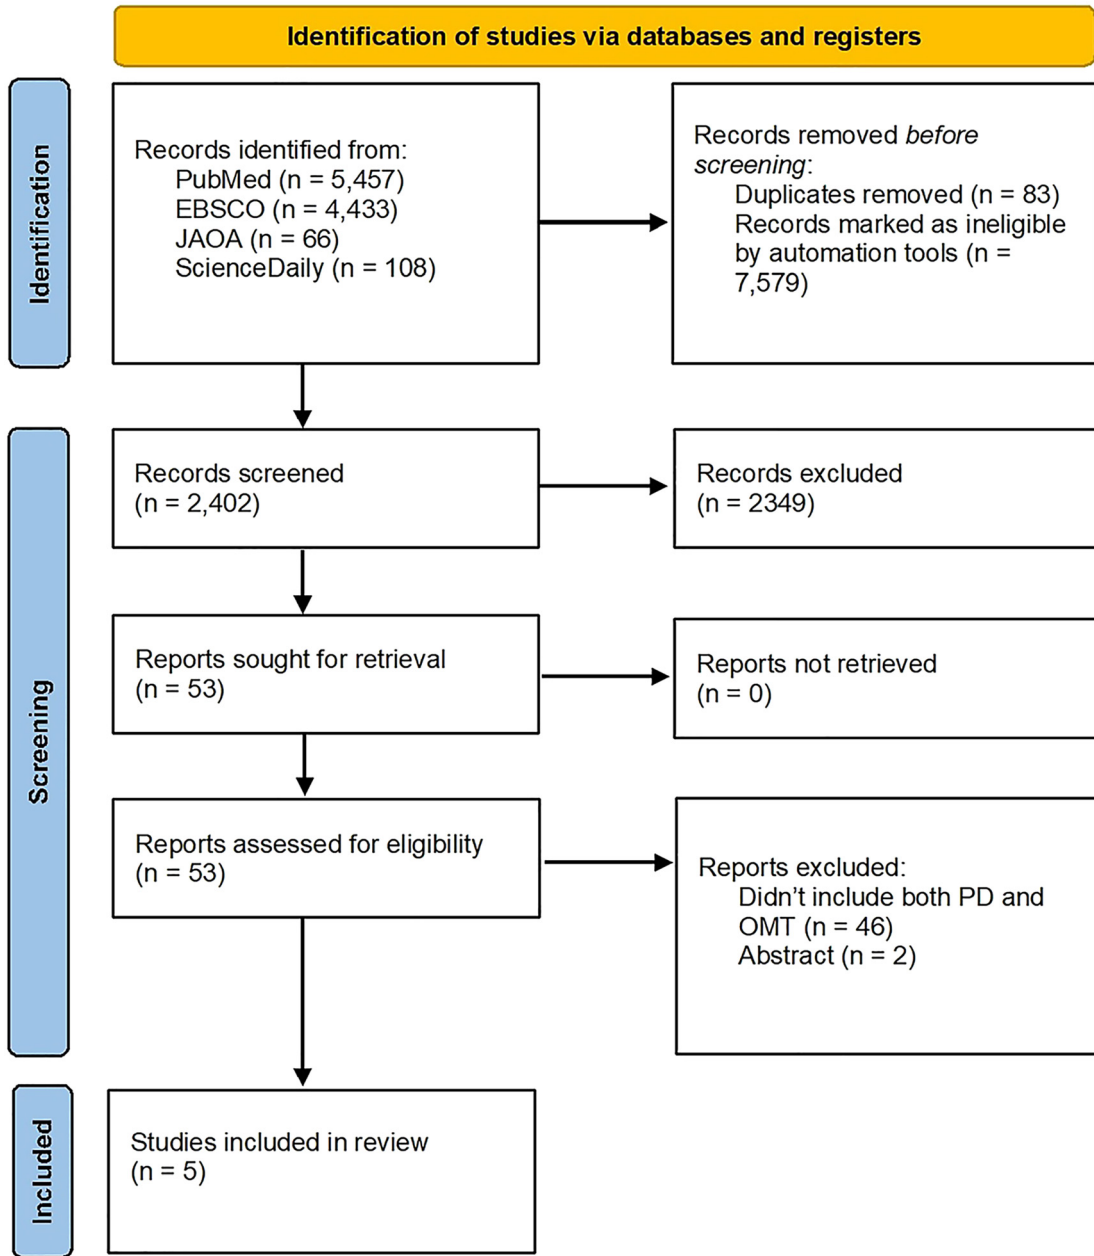 Identification of studies via databases and registers
Identification
Records identified from:
PubMed (n = 5,457)
EBSCO (n = 4,433)
JAOA (n = 66)
ScienceDaily (n = 108)
Records removed before
screening:
Duplicates removed (n = 83)
Records marked as ineligible
by automation tools (n =
7,579)
Screening
Records screened
(n = 2,402)
Records excluded
(n = 2349)
Reports sought for retrieval
(n = 53)
Reports not retrieved
(n = 0)
Reports assessed for eligibility
(n = 53)
Reports excluded:
Didn’t include both PD and
OMT (n = 46)
Abstract (n = 2)
Included
Studies included in review
(n = 5)